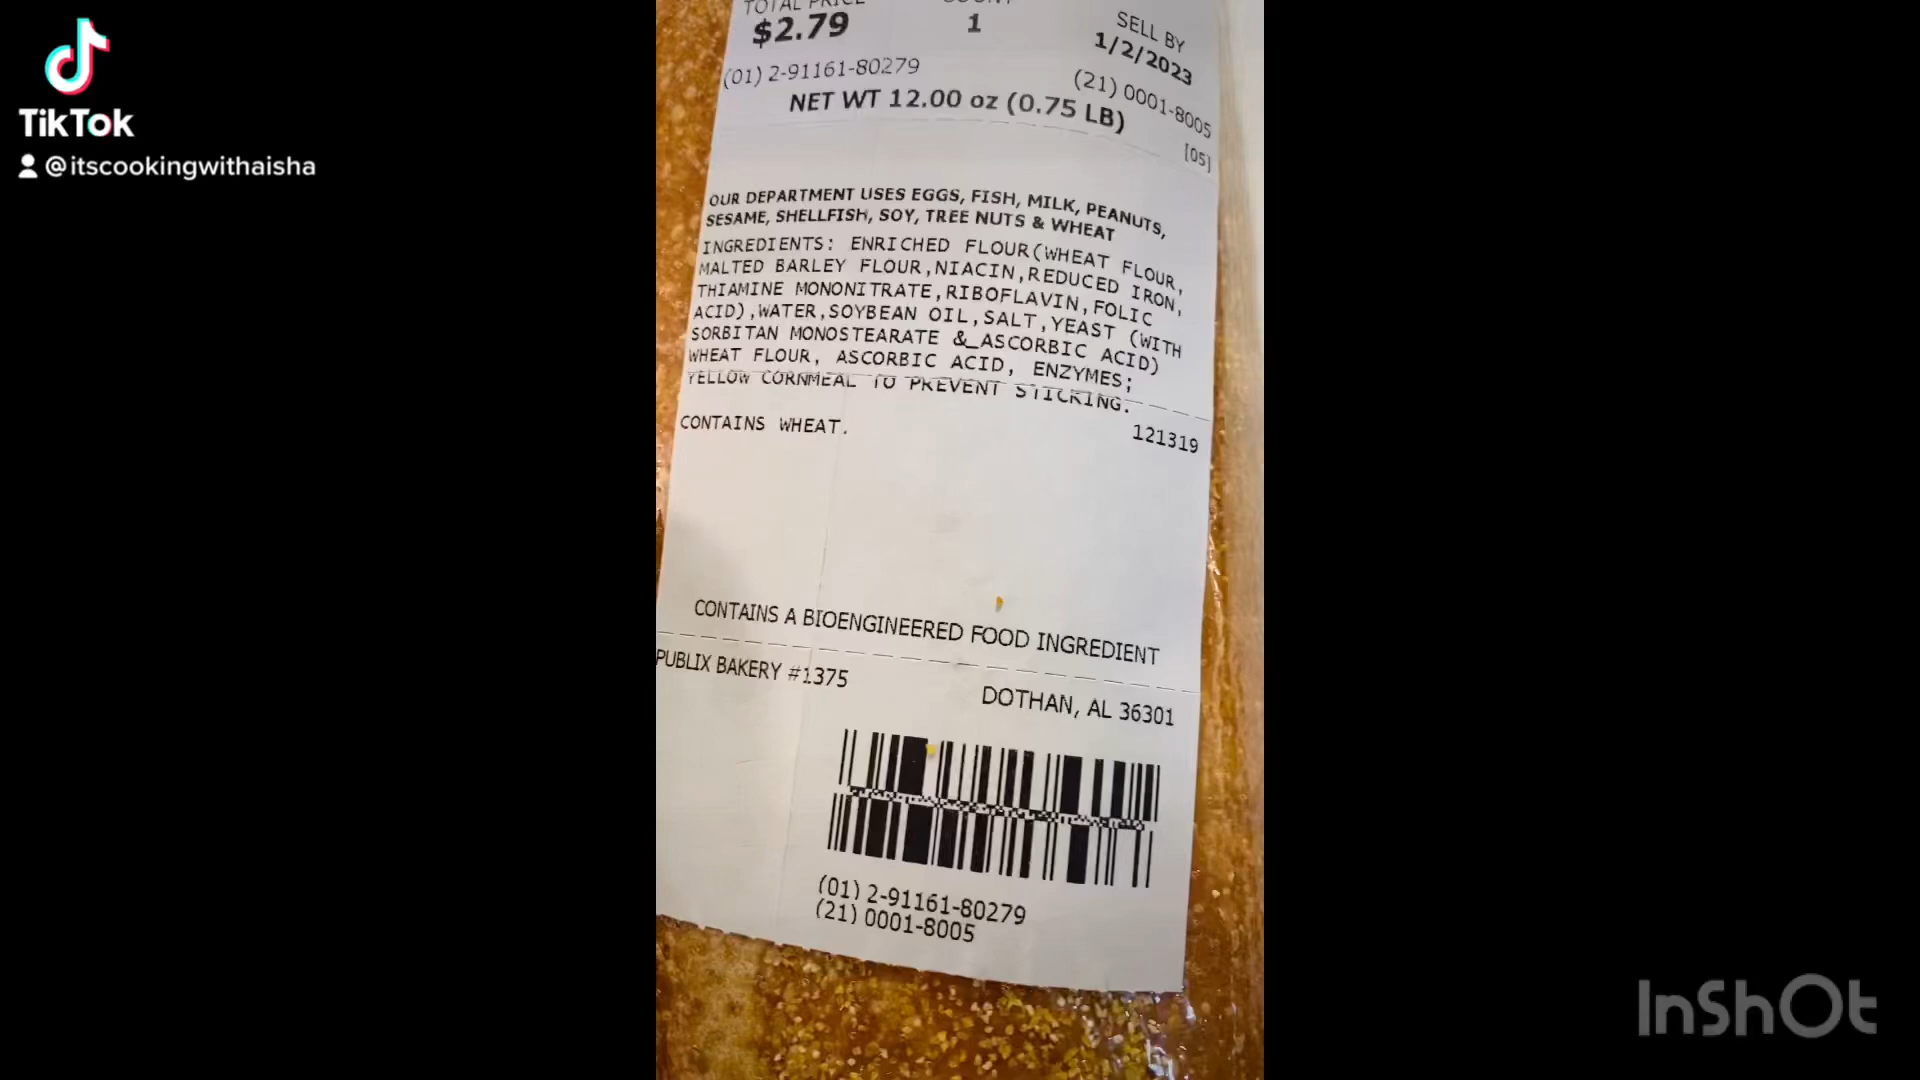 TikTok
@itscookingwithaisha
TOTAL PRICE
COUNT
$2.79
1
SELL BY
1/2/2023
(01) 2-91161-80279
(21) 0001-8005
NET WT 12.00 oz (0.75 LB)
[05]
OUR DEPARTMENT USES EGGS, FISH, MILK, PEANUTS,
SESAME, SHELLFISH, SOY, TREE NUTS & WHEAT
INGREDIENTS: ENRICHED FLOUR(WHEAT FLOUR,
MALTED BARLEY FLOUR,NIACIN,REDUCED IRON,
THIAMINE MONONITRATE,RIBOFLAVIN,FOLIC
ACID),WATER,SOYBEAN OIL,SALT,YEAST (WITH
SORBITAN MONOSTEARATE &_ASCORBIC ACID)
WHEAT FLOUR, ASCORBIC ACID, ENZYMES;
YELLOW CORNMEAL TO PREVENT STICKING.
CONTAINS WHEAT.
121319
CONTAINS A BIOENGINEERED FOOD INGREDIENT
PUBLIX BAKERY #1375
DOTHAN, AL 36301
(01) 2-91161-80279
(21) 0001-8005
InShOt